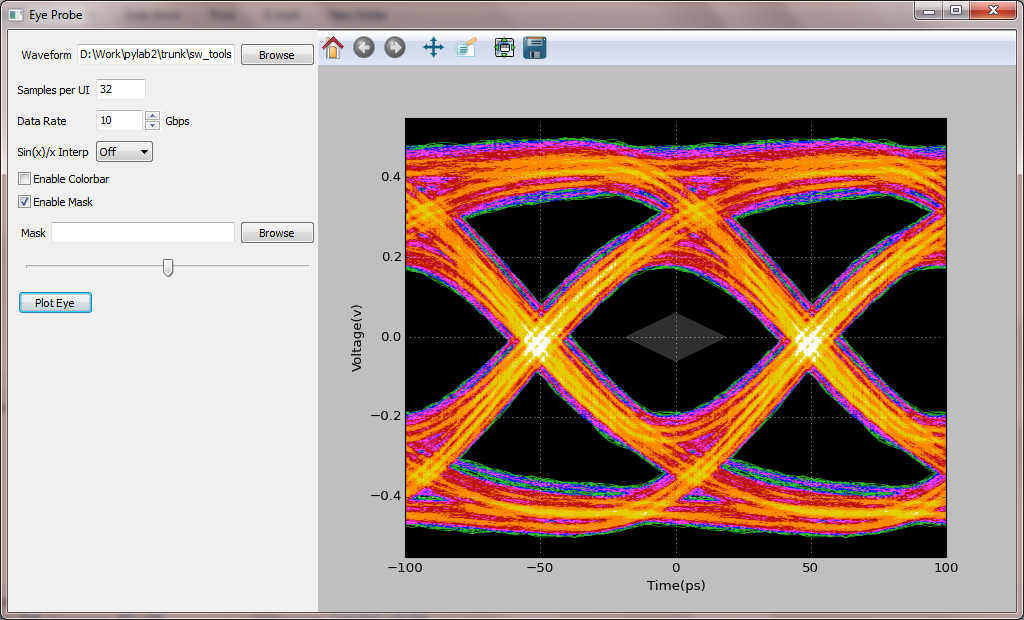 Eye Probe
Waveform D:\Work\pylab2\trunk\sw_tools Browse
Samples per UI 32
Data Rate 10 Gbps
Sin(x)/x Interp Off
Enable Colorbar
Enable Mask
Mask Browse
Plot Eye
Voltage(v)
0.4
0.2
0.0
−0.2
−0.4
−100 −50 0 50 100
Time(ps)